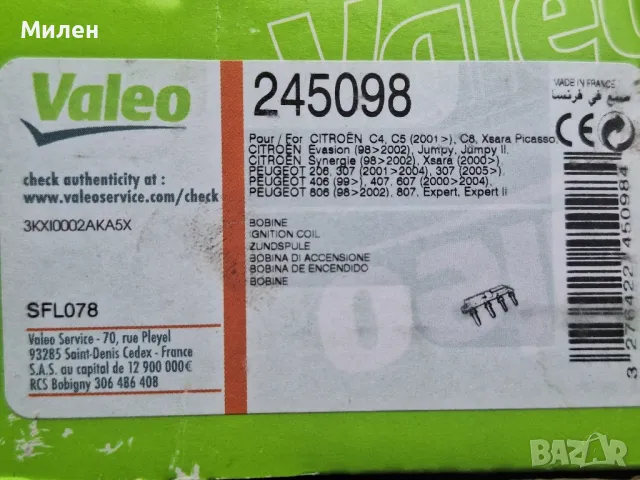 Милен
Valeo
Valeo
245098
MADE IN FRANCE
صنع في فرنسا
Pour / For CITROËN C4, C5 (2001>), C8, Xsara Picasso,
CITROËN Evasion (98>2002), Jumpy, Jumpy II,
CITROËN Synergie (98>2002), Xsara (2000>)
PEUGEOT 206, 307 (2001>2004), 307 (2005>)
PEUGEOT 406 (99>), 407, 607 (2000>2004),
PEUGEOT 806 (98>2002), 807, Expert, Expert II
CE
check authenticity at :
www.valeoservice.com/check
3KXI0002AKA5X
BOBINE
IGNITION COIL
ZUNDSPULE
BOBINA DI ACCENSIONE
BOBINA DE ENCENDIDO
BOBINE
SFL078
Valeo Service - 70, rue Pleyel
93285 Saint-Denis Cedex - France
S.A.S. au capital de 12 900 000€
RCS Bobigny 306 486 408
3 276422 450984
BAZAR
bg